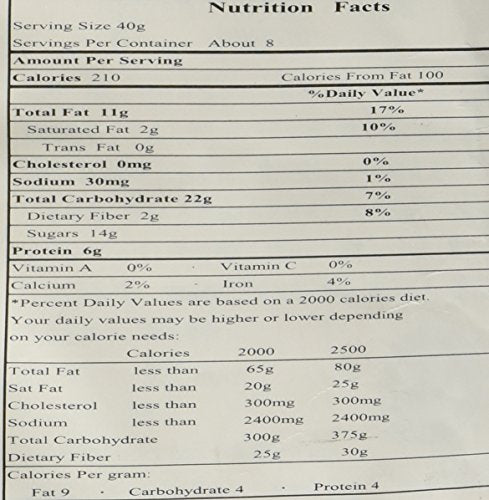 Nutrition Facts
Serving Size 40g
Servings Per Container About 8
Amount Per Serving
Calories 210 Calories From Fat 100
%Daily Value*
Total Fat 11g 17%
Saturated Fat 2g 10%
Trans Fat 0g
Cholesterol 0mg 0%
Sodium 30mg 1%
Total Carbohydrate 22g 7%
Dietary Fiber 2g 8%
Sugars 14g
Protein 6g
Vitamin A 0% · Vitamin C 0%
Calcium 2% · Iron 4%
*Percent Daily Values are based on a 2000 calories diet.
Your daily values may be higher or lower depending
on your calorie needs:
Calories 2000 2500
Total Fat less than 65g 80g
Sat Fat less than 20g 25g
Cholesterol less than 300mg 300mg
Sodium less than 2400mg 2400mg
Total Carbohydrate 300g 375g
Dietary Fiber 25g 30g
Calories Per gram:
Fat 9 · Carbohydrate 4 · Protein 4